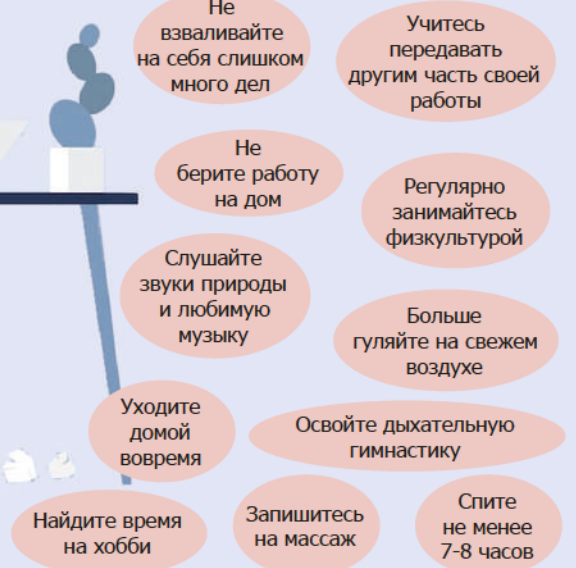 Не
взваливайте
на себя слишком
много дел
Учитесь
передавать
другим часть своей
работы
Не
берите работу
на дом
Регулярно
занимайтесь
физкультурой
Слушайте
звуки природы
и любимую
музыку
Больше
гуляйте на свежем
воздухе
Уходите
домой
вовремя
Освойте дыхательную
гимнастику
Найдите время
на хобби
Запишитесь
на массаж
Спите
не менее
7-8 часов